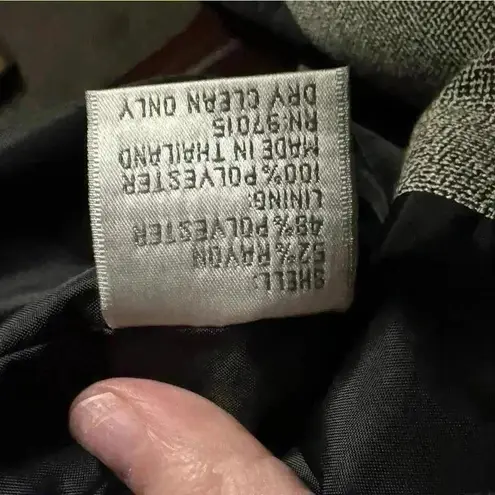 SHELL:
52% RAYON
48% POLYESTER
LINING:
100% POLYESTER
MADE IN THAILAND
RN:97015
DRY CLEAN ONLY